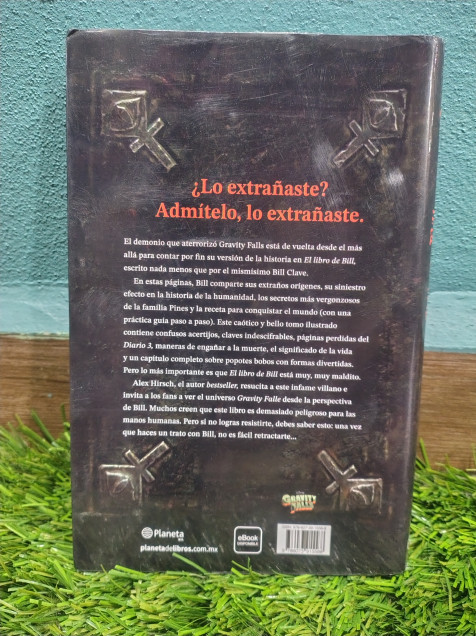 ¿Lo extrañaste?
Admítelo, lo extrañaste.
El demonio que aterrorizó Gravity Falls está de vuelta desde el más
allá para contar por fin su versión de la historia en El libro de Bill,
escrito nada menos que por el mismísimo Bill Clave.
En estas páginas, Bill comparte sus extraños orígenes, su siniestro
efecto en la historia de la humanidad, los secretos más vergonzosos
de la familia Pines y la receta para conquistar el mundo (con una
práctica guía paso a paso). Este caótico y bello tomo ilustrado
contiene confusos acertijos, claves indescifrables, páginas perdidas del
Diario 3, maneras de engañar a la muerte, el significado de la vida
y un capítulo completo sobre popotes bobos con formas divertidas.
Pero lo más importante es que El libro de Bill está muy, muy maldito.
Alex Hirsch, el autor bestseller, resucita a este infame villano e
invita a los fans a ver el universo Gravity Falls desde la perspectiva
de Bill. Muchos creen que este libro es demasiado peligroso para las
manos humanas. Pero si no logras resistirte, debes saber esto: una vez
que haces un trato con Bill, no es fácil retractarte...
GRAVITY
FALLS
Planeta
planetadelibros.com.mx
eBook
DISPONIBLE